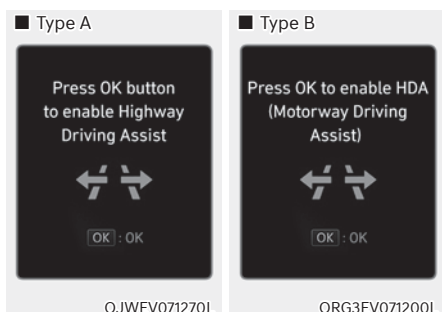 ■ Type A
Press OK button
to enable Highway
Driving Assist
OK : OK
OJWEV071270L
■ Type B
Press OK to enable HDA
(Motorway Driving
Assist)
OK : OK
ORG3EV071200L